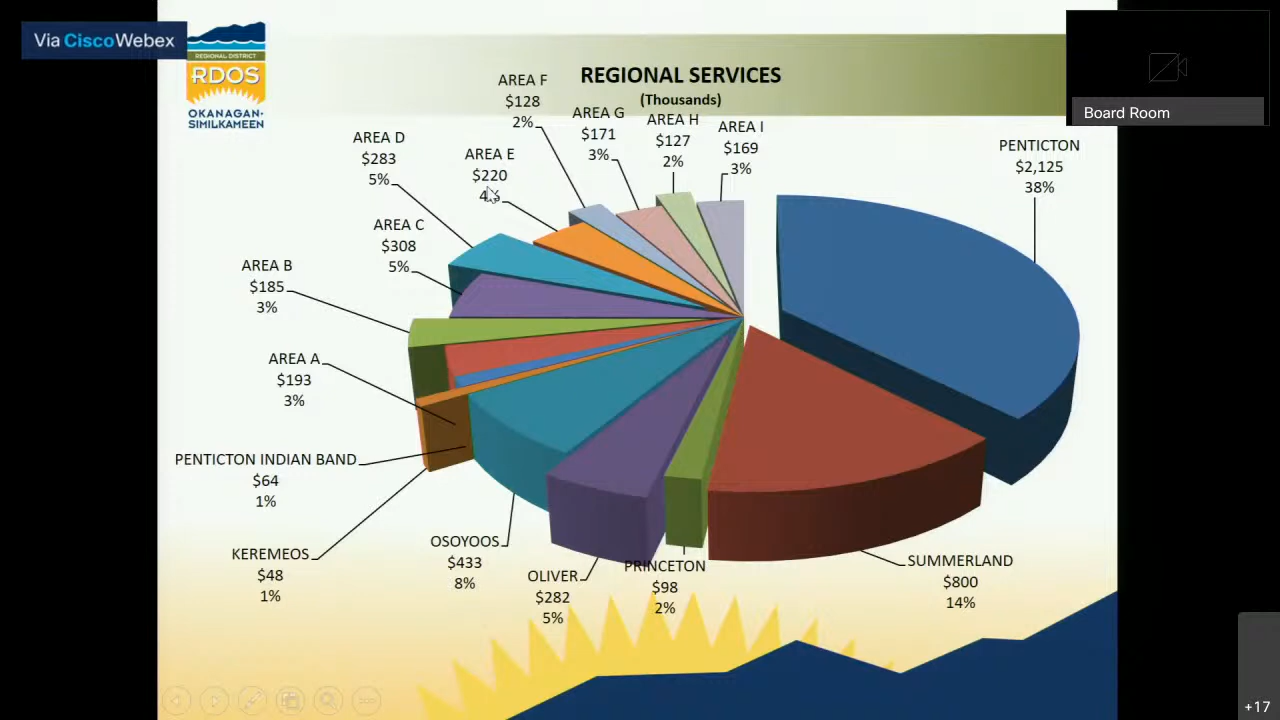 Via CiscoWebex
REGIONAL DISTRICT
RDOS
OKANAGAN-
SIMILKAMEEN
REGIONAL SERVICES
(Thousands)
Board Room
AREA F
$128
2%
AREA G
$171
3%
AREA H
$127
2%
AREA I
$169
3%
PENTICTON
$2,125
38%
AREA D
$283
5%
AREA E
$220
4%
AREA C
$308
5%
AREA B
$185
3%
AREA A
$193
3%
PENTICTON INDIAN BAND
$64
1%
KEREMEOS
$48
1%
OSOYOOS
$433
8%
OLIVER
$282
5%
PRINCETON
$98
2%
SUMMERLAND
$800
14%
+17